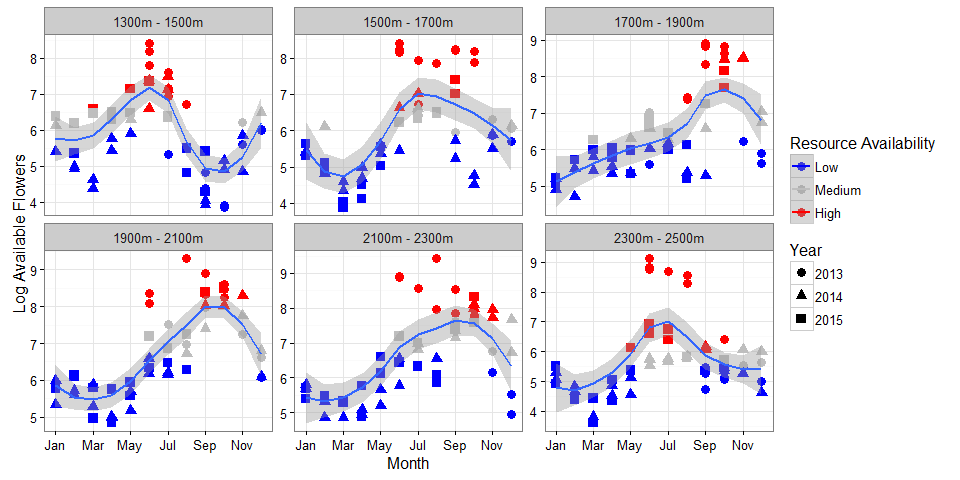 1300m - 1500m
1500m - 1700m
1700m - 1900m
8
7
6
5
4
8
7
6
5
4
9
8
7
6
5
1900m - 2100m
2100m - 2300m
2300m - 2500m
9
8
7
6
5
9
8
7
6
5
9
8
7
6
5
4
Jan Mar May Jul Sep Nov
Jan Mar May Jul Sep Nov
Jan Mar May Jul Sep Nov
Month
Log Available Flowers
Resource Availability
Low
Medium
High
Year
2013
2014
2015